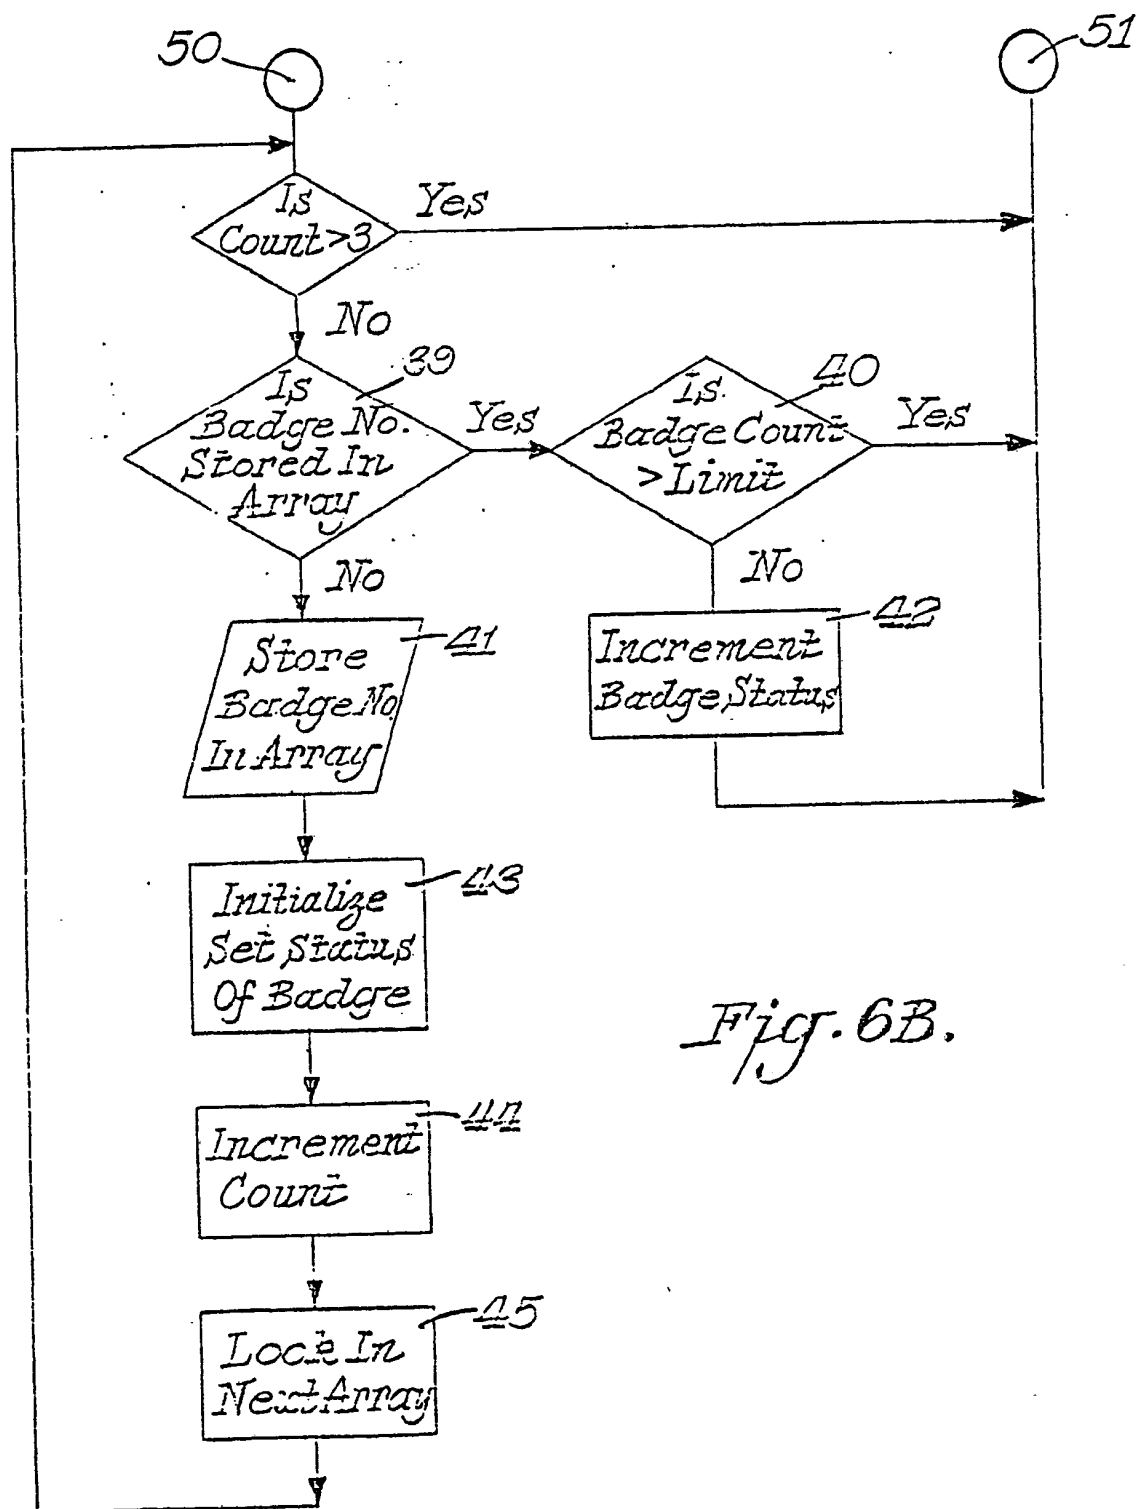 50
51
Is
Count>3
Yes
No
39
Is
Badge No.
Stored In
Array
Yes
40
is
Badge Count
>Limit
Yes
No
No
41
Store
Badge No
In Array
42
Increment
Badge Status
43
Initialize
Set Status
Of Badge
Fig. 6B.
44
Increment
Count
45
Lock In
Next Array